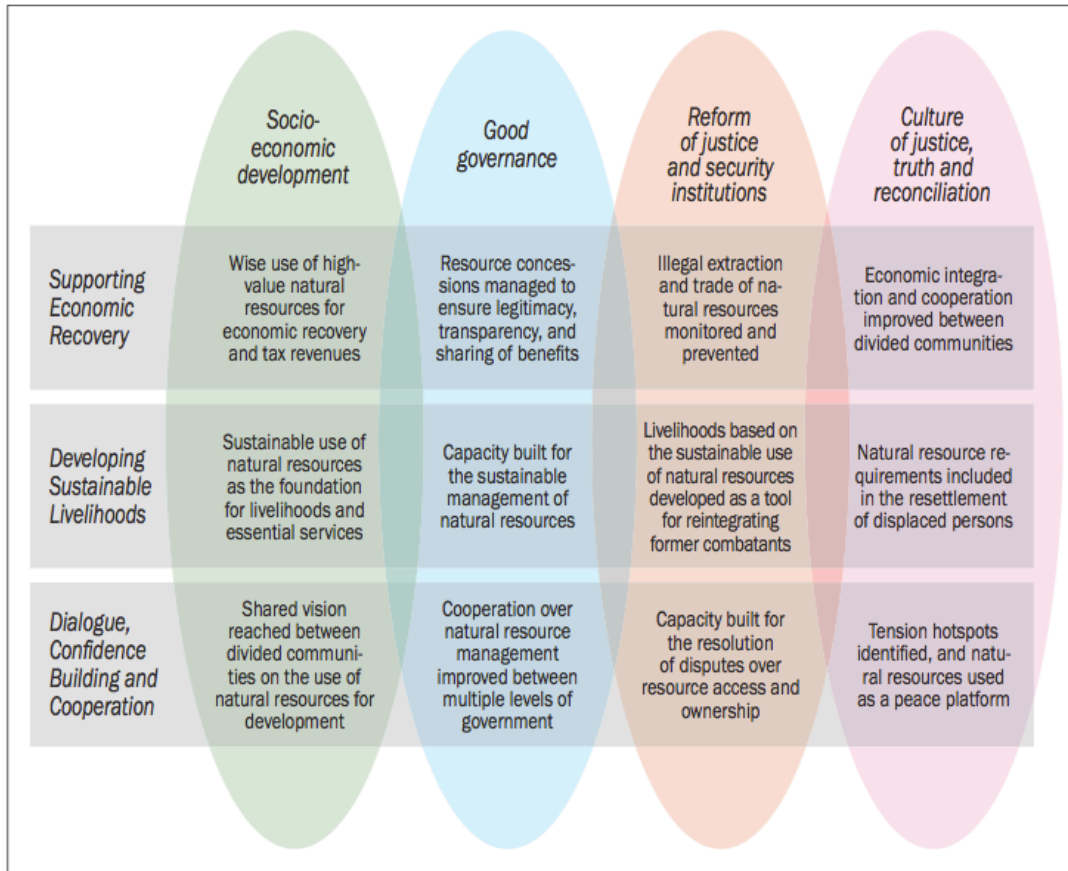 Socio-
economic
development
Good
governance
Reform
of justice
and security
institutions
Culture
of justice,
truth and
reconciliation
Supporting
Economic
Recovery
Wise use of high-
value natural
resources for
economic recovery
and tax revenues
Resource conces-
sions managed to
ensure legitimacy,
transparency, and
sharing of benefits
Illegal extraction
and trade of na-
tural resources
monitored and
prevented
Economic integra-
tion and cooperation
improved between
divided communities
Developing
Sustainable
Livelihoods
Sustainable use of
natural resources
as the foundation
for livelihoods and
essential services
Capacity built for
the sustainable
management of
natural resources
Livelihoods based on
the sustainable use
of natural resources
developed as a tool
for reintegrating
former combatants
Natural resource re-
quirements included
in the resettlement
of displaced persons
Dialogue,
Confidence
Building and
Cooperation
Shared vision
reached between
divided communi-
ties on the use of
natural resources for
development
Cooperation over
natural resource
management
improved between
multiple levels of
government
Capacity built for
the resolution
of disputes over
resource access and
ownership
Tension hotspots
identified, and natu-
ral resources used
as a peace platform